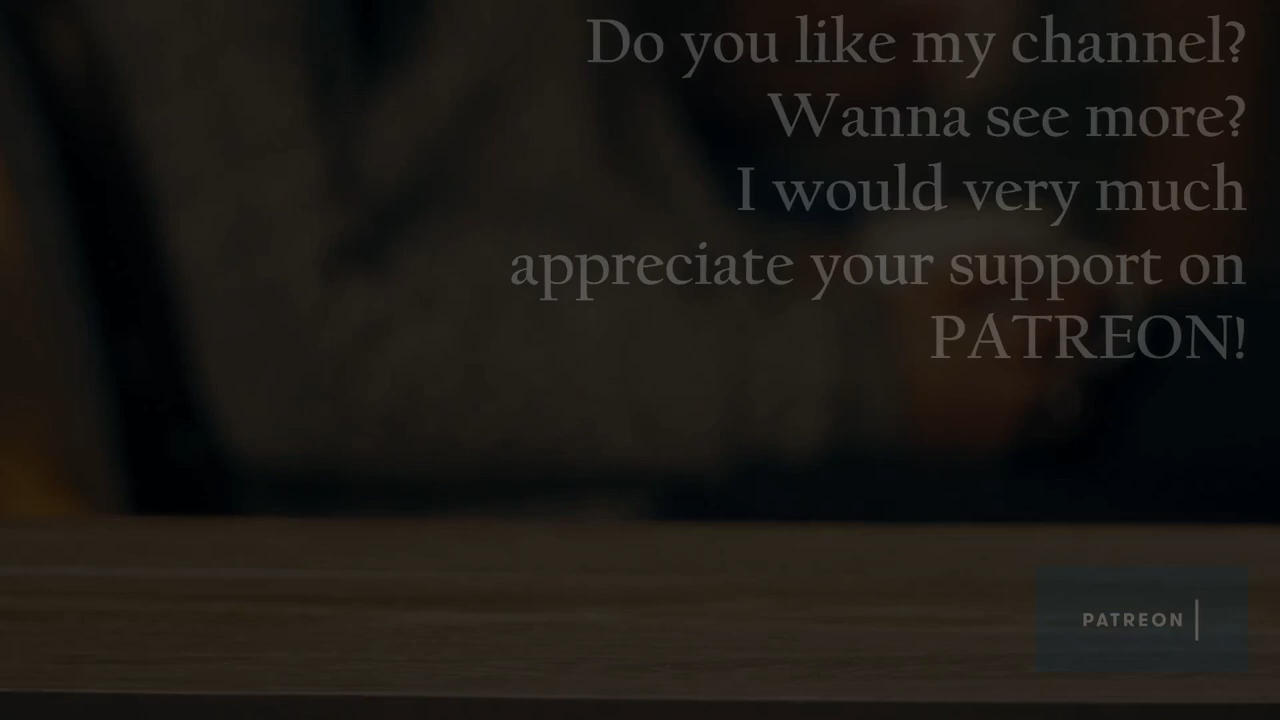 Do you like my channel?
Wanna see more?
I would very much
appreciate your support on
PATREON!
PATREON